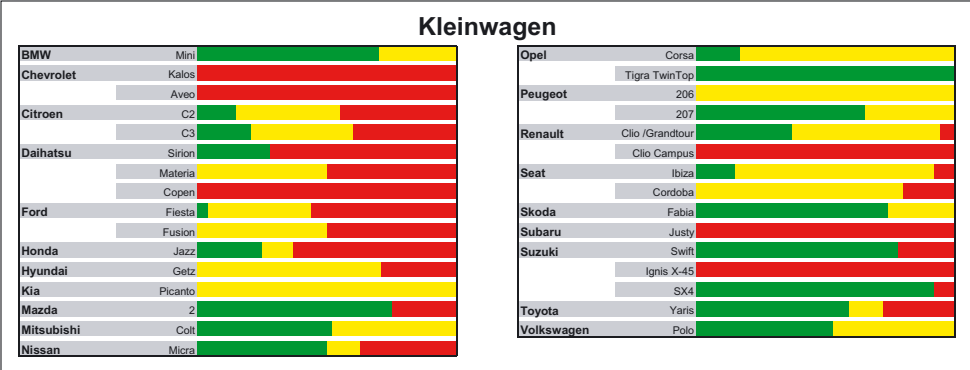 Kleinwagen
BMW Mini
Chevrolet Kalos
Aveo
Citroen C2
C3
Daihatsu Sirion
Materia
Copen
Ford Fiesta
Fusion
Honda Jazz
Hyundai Getz
Kia Picanto
Mazda 2
Mitsubishi Colt
Nissan Micra
Opel Corsa
Tigra TwinTop
Peugeot 206
207
Renault Clio /Grandtour
Clio Campus
Seat Ibiza
Cordoba
Skoda Fabia
Subaru Justy
Suzuki Swift
Ignis X-45
SX4
Toyota Yaris
Volkswagen Polo